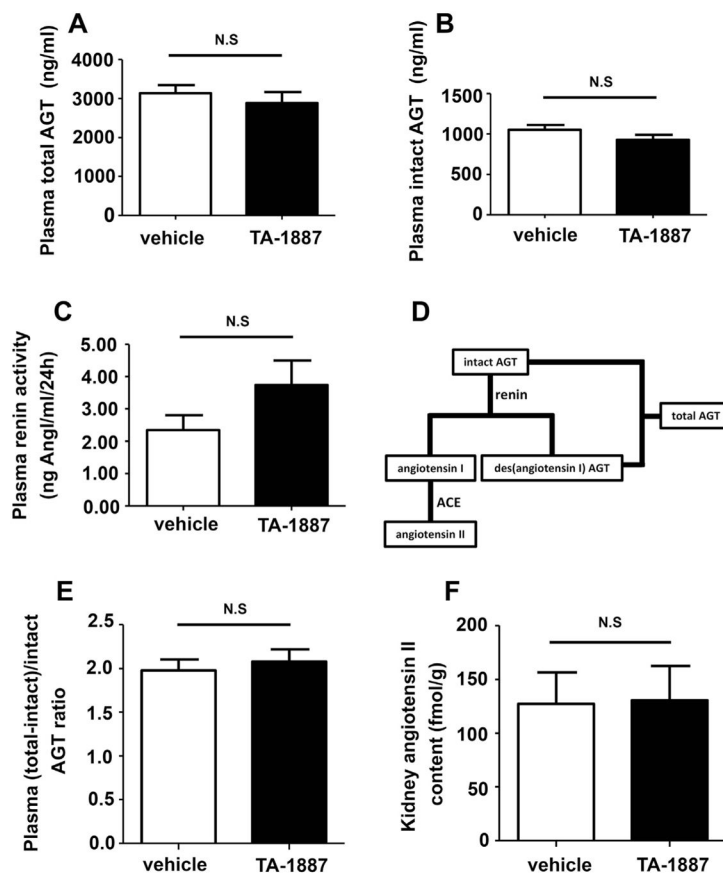 A
Plasma total AGT (ng/ml)
N.S
4000
3000
2000
1000
0
vehicle
TA-1887
B
Plasma intact AGT (ng/ml)
N.S
1500
1000
500
0
vehicle
TA-1887
C
Plasma renin activity
(ng AngI/ml/24h)
N.S
5.00
4.00
3.00
2.00
1.00
0.00
vehicle
TA-1887
D
intact AGT
renin
total AGT
angiotensin I
des(angiotensin I) AGT
ACE
angiotensin II
E
Plasma (total-intact)/intact
AGT ratio
N.S
2.5
2.0
1.5
1.0
0.5
0.0
vehicle
TA-1887
F
Kidney angiotensin II
content (fmol/g)
N.S
200
150
100
50
0
vehicle
TA-1887